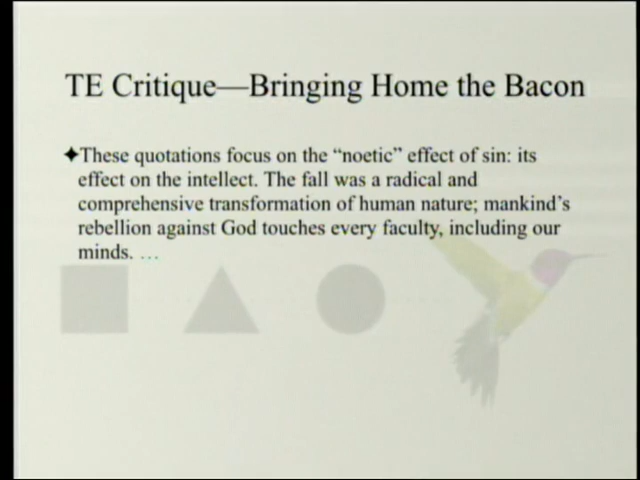 TE Critique—Bringing Home the Bacon
✦These quotations focus on the “noetic” effect of sin: its
effect on the intellect. The fall was a radical and
comprehensive transformation of human nature; mankind’s
rebellion against God touches every faculty, including our
minds. …